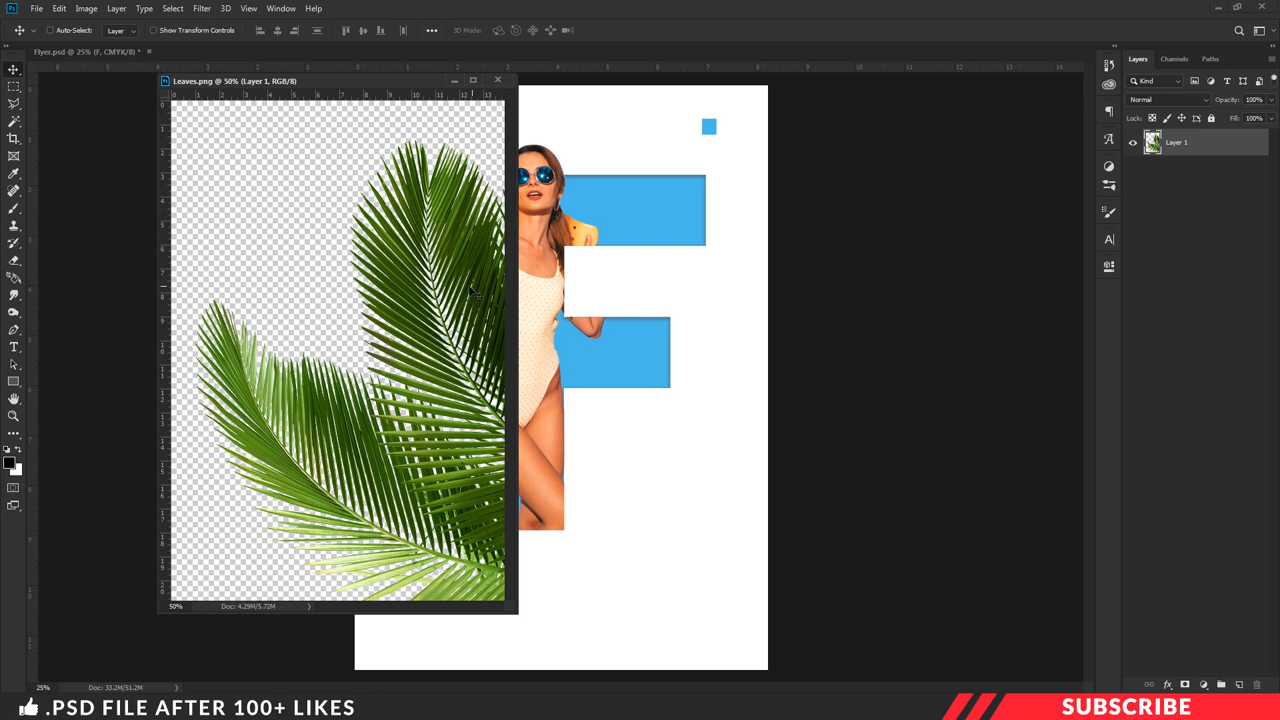 File Edit Image Layer Type Select Filter 3D View Window Help
Auto-Select: Layer Show Transform Controls 3D Mode:
Flyer.psd @ 25% (F, CMYK/8) *
Leaves.png @ 50% (Layer 1, RGB/8)
Layers Channels Paths
Kind
Normal Opacity: 100%
Lock: Fill: 100%
Layer 1
50% Doc: 4.29M/5.72M
25% Doc: 33.2M/51.2M
.PSD FILE AFTER 100+ LIKES
SUBSCRIBE